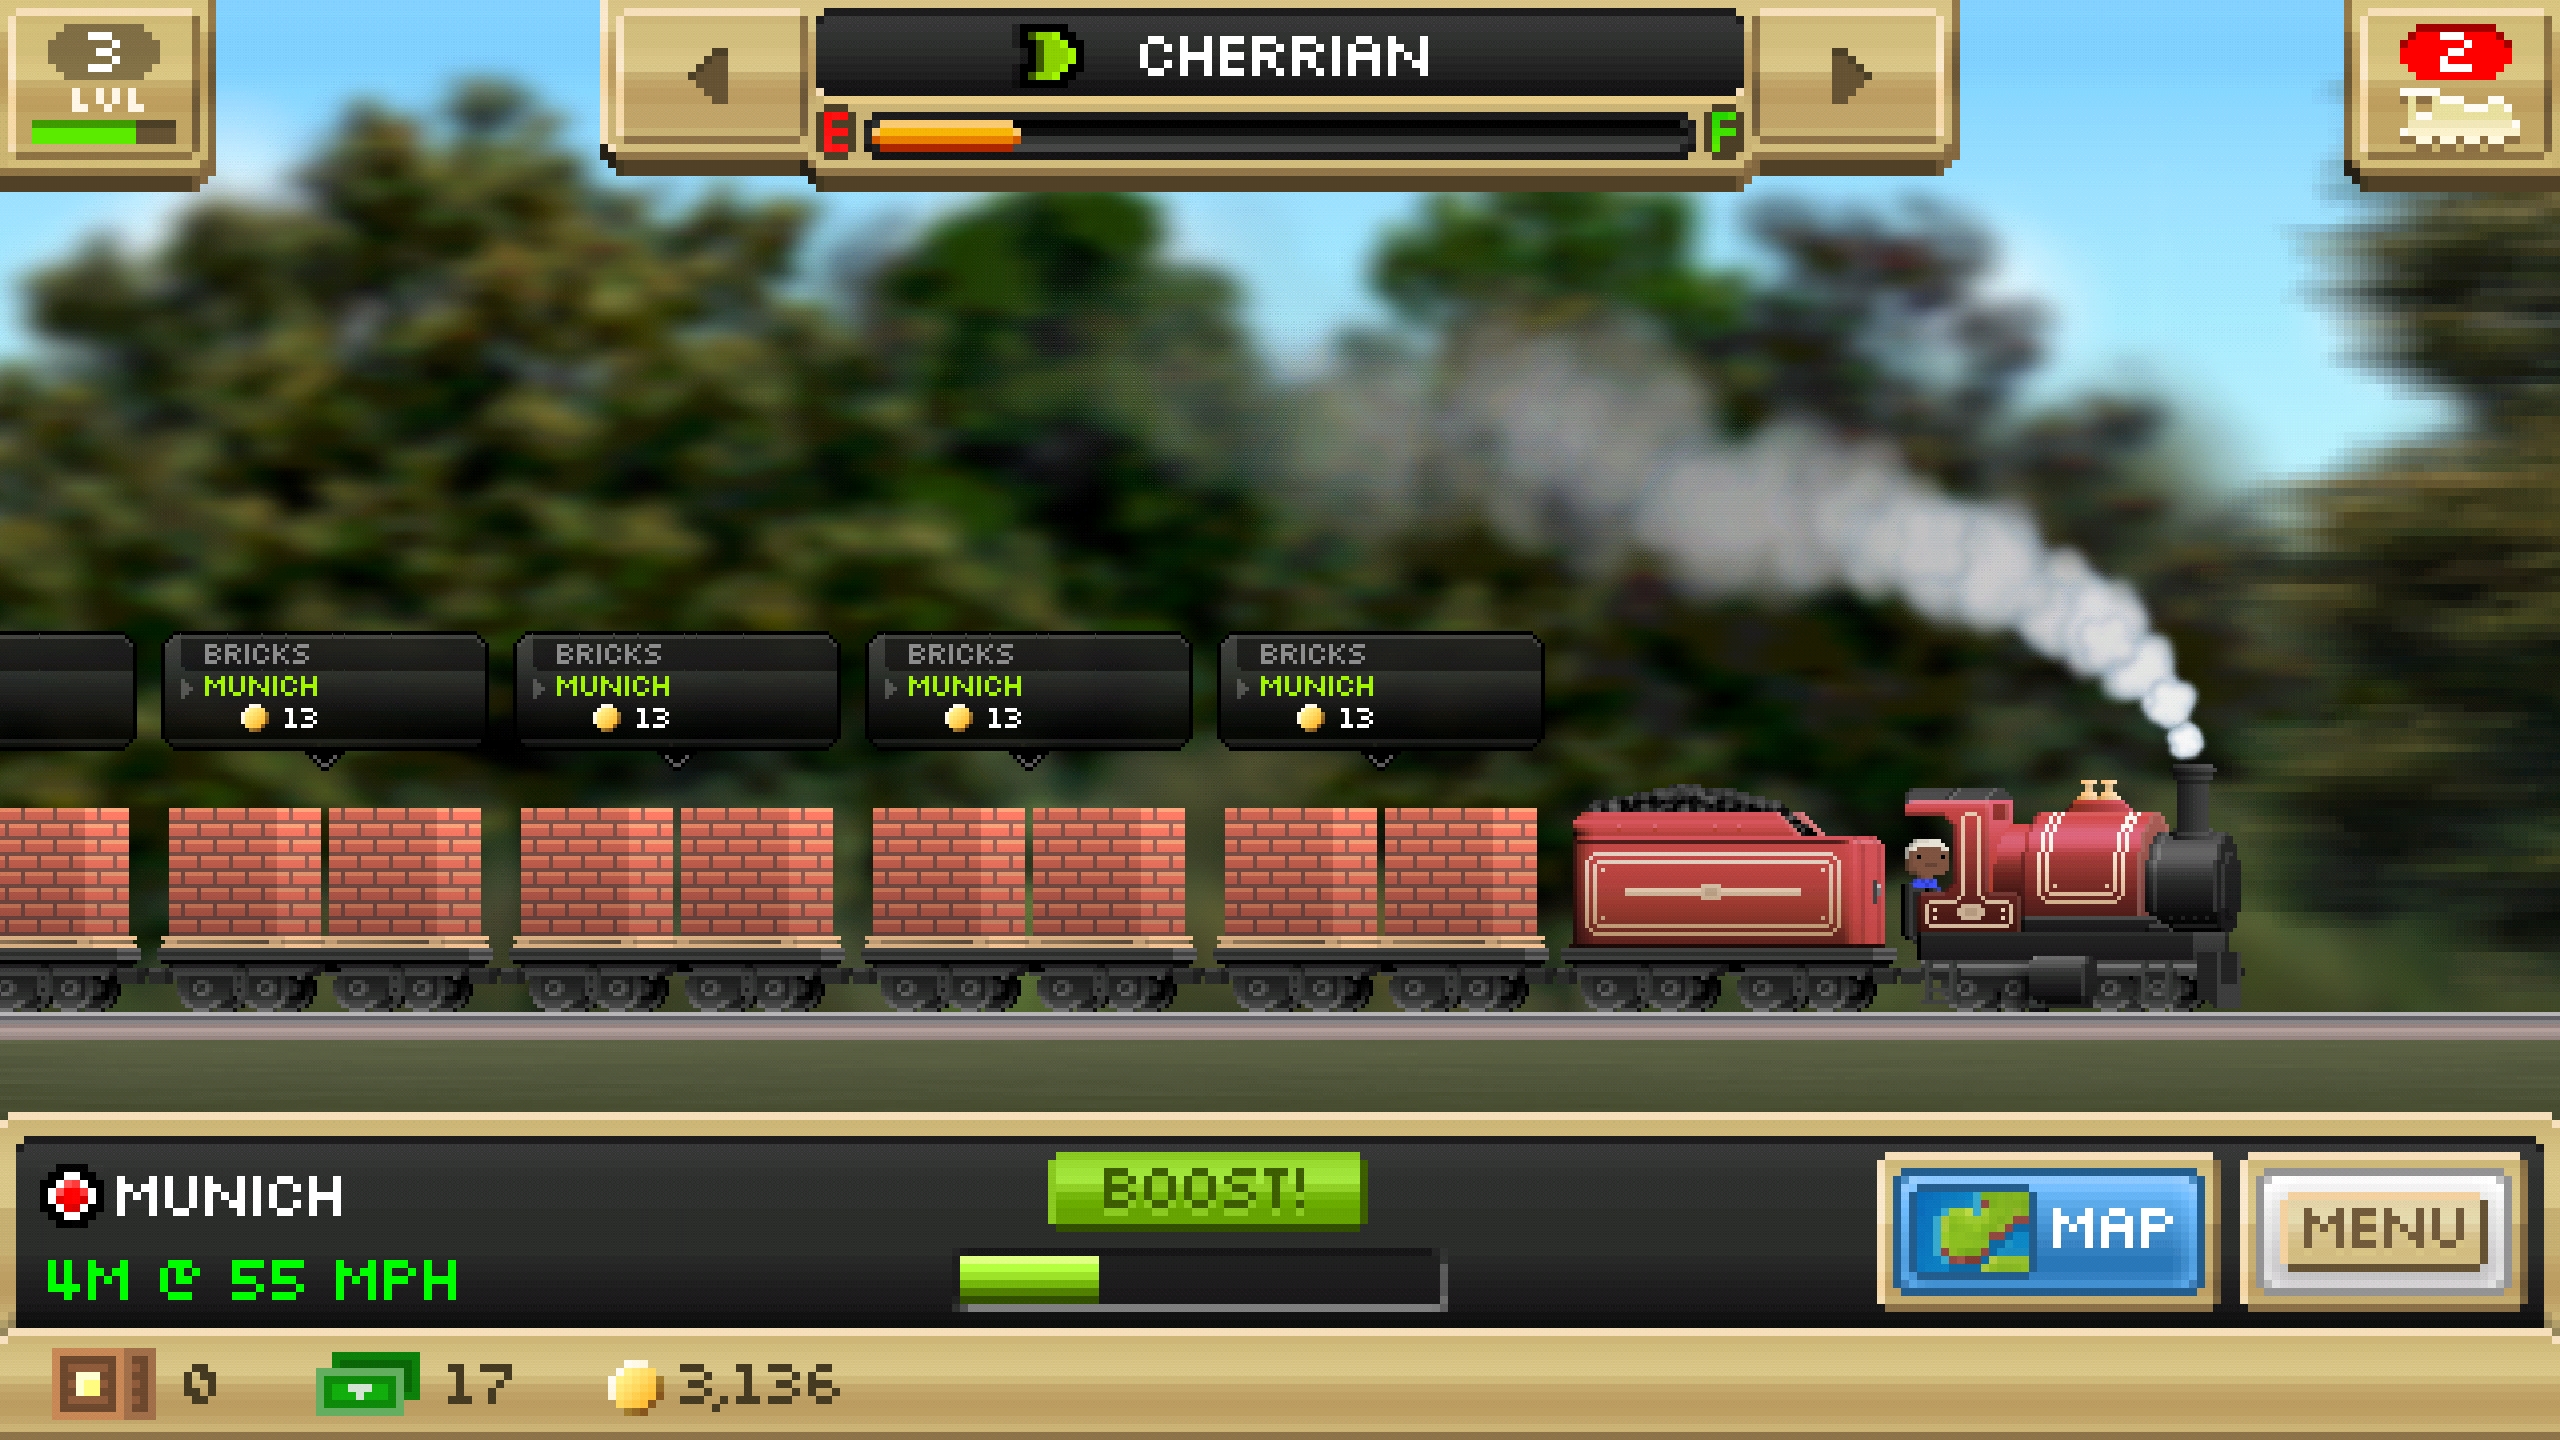 3
LVL
CHERRIAN
E
F
2
BRICKS
MUNICH
13
BRICKS
MUNICH
13
BRICKS
MUNICH
13
BRICKS
MUNICH
13
MUNICH
4M @ 55 MPH
BOOST!
MAP
MENU
0
17
3,136